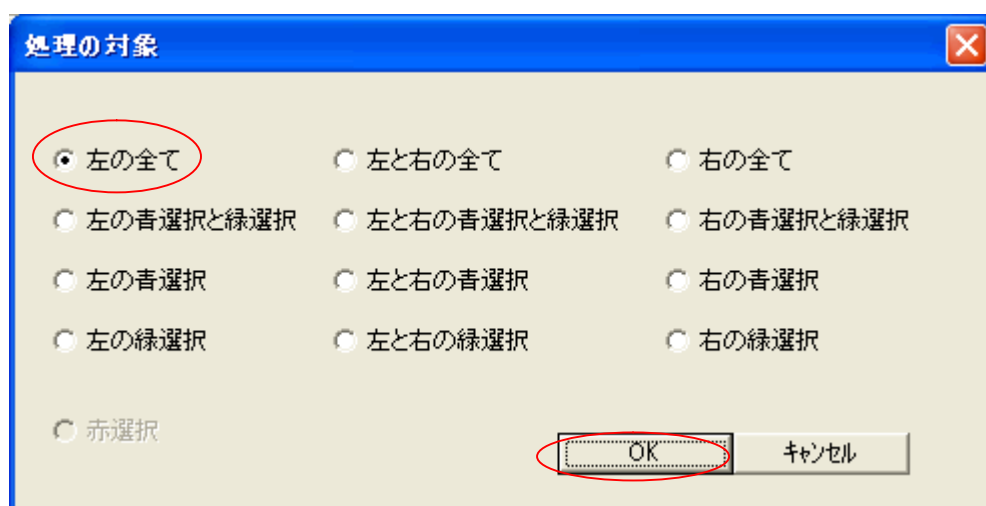 処理の対象
左の全て 左と右の全て 右の全て
左の青選択と緑選択 左と右の青選択と緑選択 右の青選択と緑選択
左の青選択 左と右の青選択 右の青選択
左の緑選択 左と右の緑選択 右の緑選択
赤選択
OK キャンセル